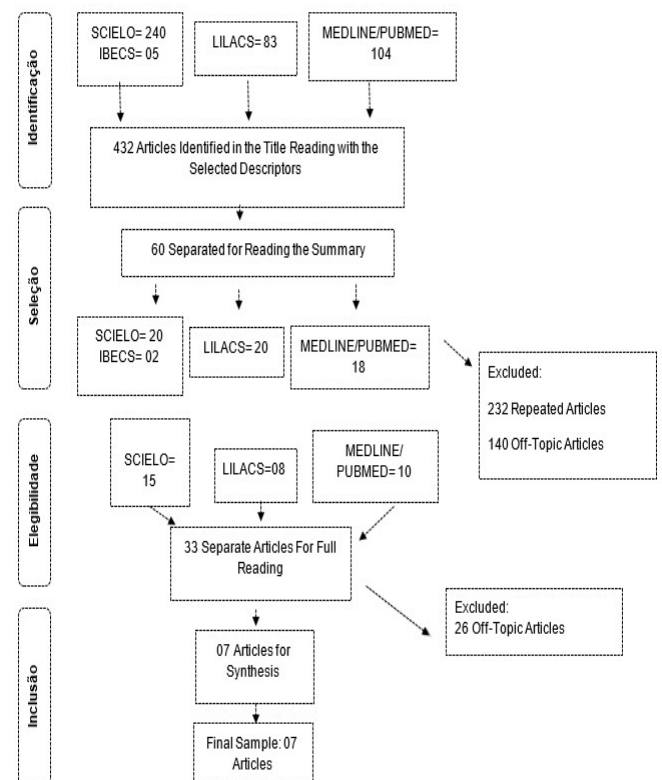 Identificação
SCIELO= 240
IBECS= 05
LILACS= 83
MEDLINE/PUBMED=
104
432 Articles Identified in the Title Reading with the
Selected Descriptors
Seleção
60 Separated for Reading the Summary
SCIELO= 20
IBECS= 02
LILACS= 20
MEDLINE/PUBMED=
18
Excluded:
232 Repeated Articles
140 Off-Topic Articles
Elegibilidade
SCIELO=
15
LILACS=08
MEDLINE/
PUBMED= 10
33 Separate Articles For Full
Reading
Excluded:
26 Off-Topic Articles
Inclusão
07 Articles for
Synthesis
Final Sample: 07
Articles